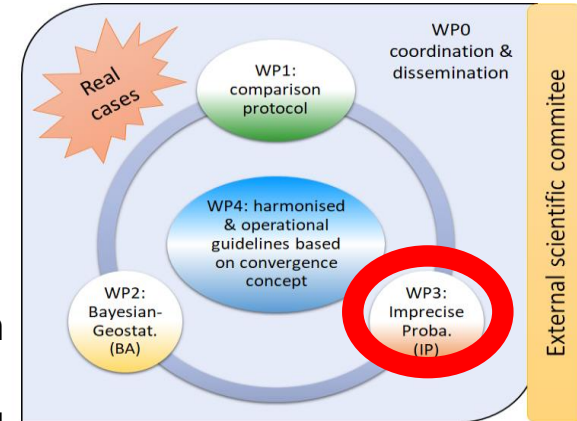 Real
cases
WP0
coordination &
dissemination
WP1:
comparison
protocol
WP4: harmonised
& operational
guidelines based
on convergence
concept
WP2:
Bayesian-
Geostat.
(BA)
WP3:
Imprecise
Proba.
(IP)
External scientific commitee